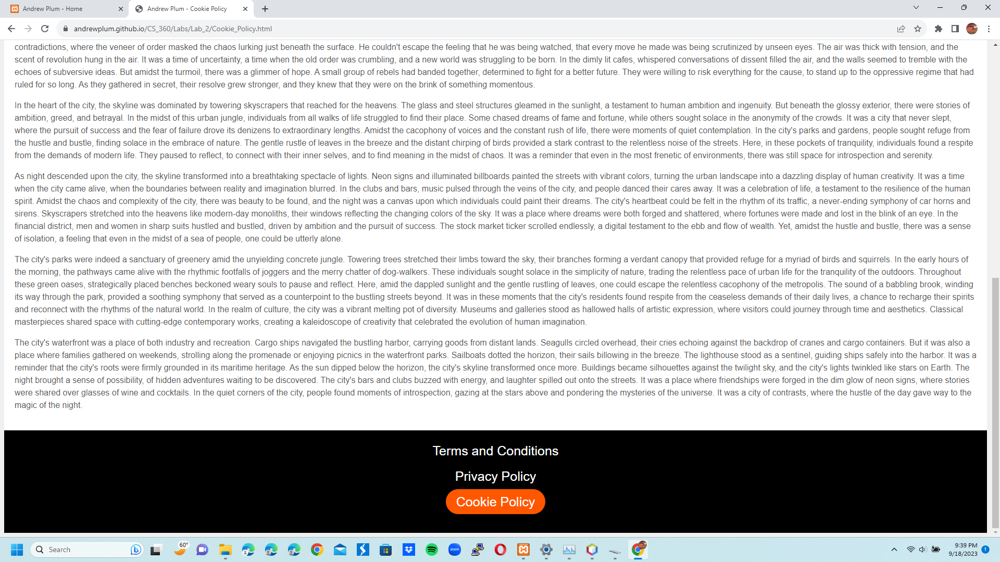 Andrew Plum - Home
Andrew Plum - Cookie Policy
andrewplum.github.io/CS_360/Labs/Lab_2/Cookie_Policy.html
contradictions, where the veneer of order masked the chaos lurking just beneath the surface. He couldn't escape the feeling that he was being watched, that every move he made was being scrutinized by unseen eyes. The air was thick with tension, and the
scent of revolution hung in the air. It was a time of uncertainty, a time when the old order was crumbling, and a new world was struggling to be born. In the dimly lit cafes, whispered conversations of dissent filled the air, and the walls seemed to tremble with the
echoes of subversive ideas. But amidst the turmoil, there was a glimmer of hope. A small group of rebels had banded together, determined to fight for a better future. They were willing to risk everything for the cause, to stand up to the oppressive regime that had
ruled for so long. As they gathered in secret, their resolve grew stronger, and they knew that they were on the brink of something momentous.
In the heart of the city, the skyline was dominated by towering skyscrapers that reached for the heavens. The glass and steel structures gleamed in the sunlight, a testament to human ambition and ingenuity. But beneath the glossy exterior, there were stories of
ambition, greed, and betrayal. In the midst of this urban jungle, individuals from all walks of life struggled to find their place. Some chased dreams of fame and fortune, while others sought solace in the anonymity of the crowds. It was a city that never slept,
where the pursuit of success and the fear of failure drove its denizens to extraordinary lengths. Amidst the cacophony of voices and the constant rush of life, there were moments of quiet contemplation. In the city's parks and gardens, people sought refuge from
the hustle and bustle, finding solace in the embrace of nature. The gentle rustle of leaves in the breeze and the distant chirping of birds provided a stark contrast to the relentless noise of the streets. Here, in these pockets of tranquility, individuals found a respite
from the demands of modern life. They paused to reflect, to connect with their inner selves, and to find meaning in the midst of chaos. It was a reminder that even in the most frenetic of environments, there was still space for introspection and serenity.
As night descended upon the city, the skyline transformed into a breathtaking spectacle of lights. Neon signs and illuminated billboards painted the streets with vibrant colors, turning the urban landscape into a dazzling display of human creativity. It was a time
when the city came alive, when the boundaries between reality and imagination blurred. In the clubs and bars, music pulsed through the veins of the city, and people danced their cares away. It was a celebration of life, a testament to the resilience of the human
spirit. Amidst the chaos and complexity of the city, there was beauty to be found, and the night was a canvas upon which individuals could paint their dreams. The city's heartbeat could be felt in the rhythm of its traffic, a never-ending symphony of car horns and
sirens. Skyscrapers stretched into the heavens like modern-day monoliths, their windows reflecting the changing colors of the sky. It was a place where dreams were both forged and shattered, where fortunes were made and lost in the blink of an eye. In the
financial district, men and women in sharp suits hustled and bustled, driven by ambition and the pursuit of success. The stock market ticker scrolled endlessly, a digital testament to the ebb and flow of wealth. Yet, amidst the hustle and bustle, there was a sense
of isolation, a feeling that even in the midst of a sea of people, one could be utterly alone.
The city's parks were indeed a sanctuary of greenery amid the unyielding concrete jungle. Towering trees stretched their limbs toward the sky, their branches forming a verdant canopy that provided refuge for a myriad of birds and squirrels. In the early hours of
the morning, the pathways came alive with the rhythmic footfalls of joggers and the merry chatter of dog-walkers. These individuals sought solace in the simplicity of nature, trading the relentless pace of urban life for the tranquility of the outdoors. Throughout
these green oases, strategically placed benches beckoned weary souls to pause and reflect. Here, amid the dappled sunlight and the gentle rustling of leaves, one could escape the relentless cacophony of the metropolis. The sound of a babbling brook, winding
its way through the park, provided a soothing symphony that served as a counterpoint to the bustling streets beyond. It was in these moments that the city's residents found respite from the ceaseless demands of their daily lives, a chance to recharge their spirits
and reconnect with the rhythms of the natural world. In the realm of culture, the city was a vibrant melting pot of diversity. Museums and galleries stood as hallowed halls of artistic expression, where visitors could journey through time and aesthetics. Classical
masterpieces shared space with cutting-edge contemporary works, creating a kaleidoscope of creativity that celebrated the evolution of human imagination.
The city's waterfront was a place of both industry and recreation. Cargo ships navigated the bustling harbor, carrying goods from distant lands. Seagulls circled overhead, their cries echoing against the backdrop of cranes and cargo containers. But it was also a
place where families gathered on weekends, strolling along the promenade or enjoying picnics in the waterfront parks. Sailboats dotted the horizon, their sails billowing in the breeze. The lighthouse stood as a sentinel, guiding ships safely into the harbor. It was a
reminder that the city's roots were firmly grounded in its maritime heritage. As the sun dipped below the horizon, the city's skyline transformed once more. Buildings became silhouettes against the twilight sky, and the city's lights twinkled like stars on Earth. The
night brought a sense of possibility, of hidden adventures waiting to be discovered. The city's bars and clubs buzzed with energy, and laughter spilled out onto the streets. It was a place where friendships were forged in the dim glow of neon signs, where stories
were shared over glasses of wine and cocktails. In the quiet corners of the city, people found moments of introspection, gazing at the stars above and pondering the mysteries of the universe. It was a city of contrasts, where the hustle of the day gave way to the
magic of the night.
Terms and Conditions
Privacy Policy
Cookie Policy
Search
60°
zoom
9:39 PM
9/18/2023
1